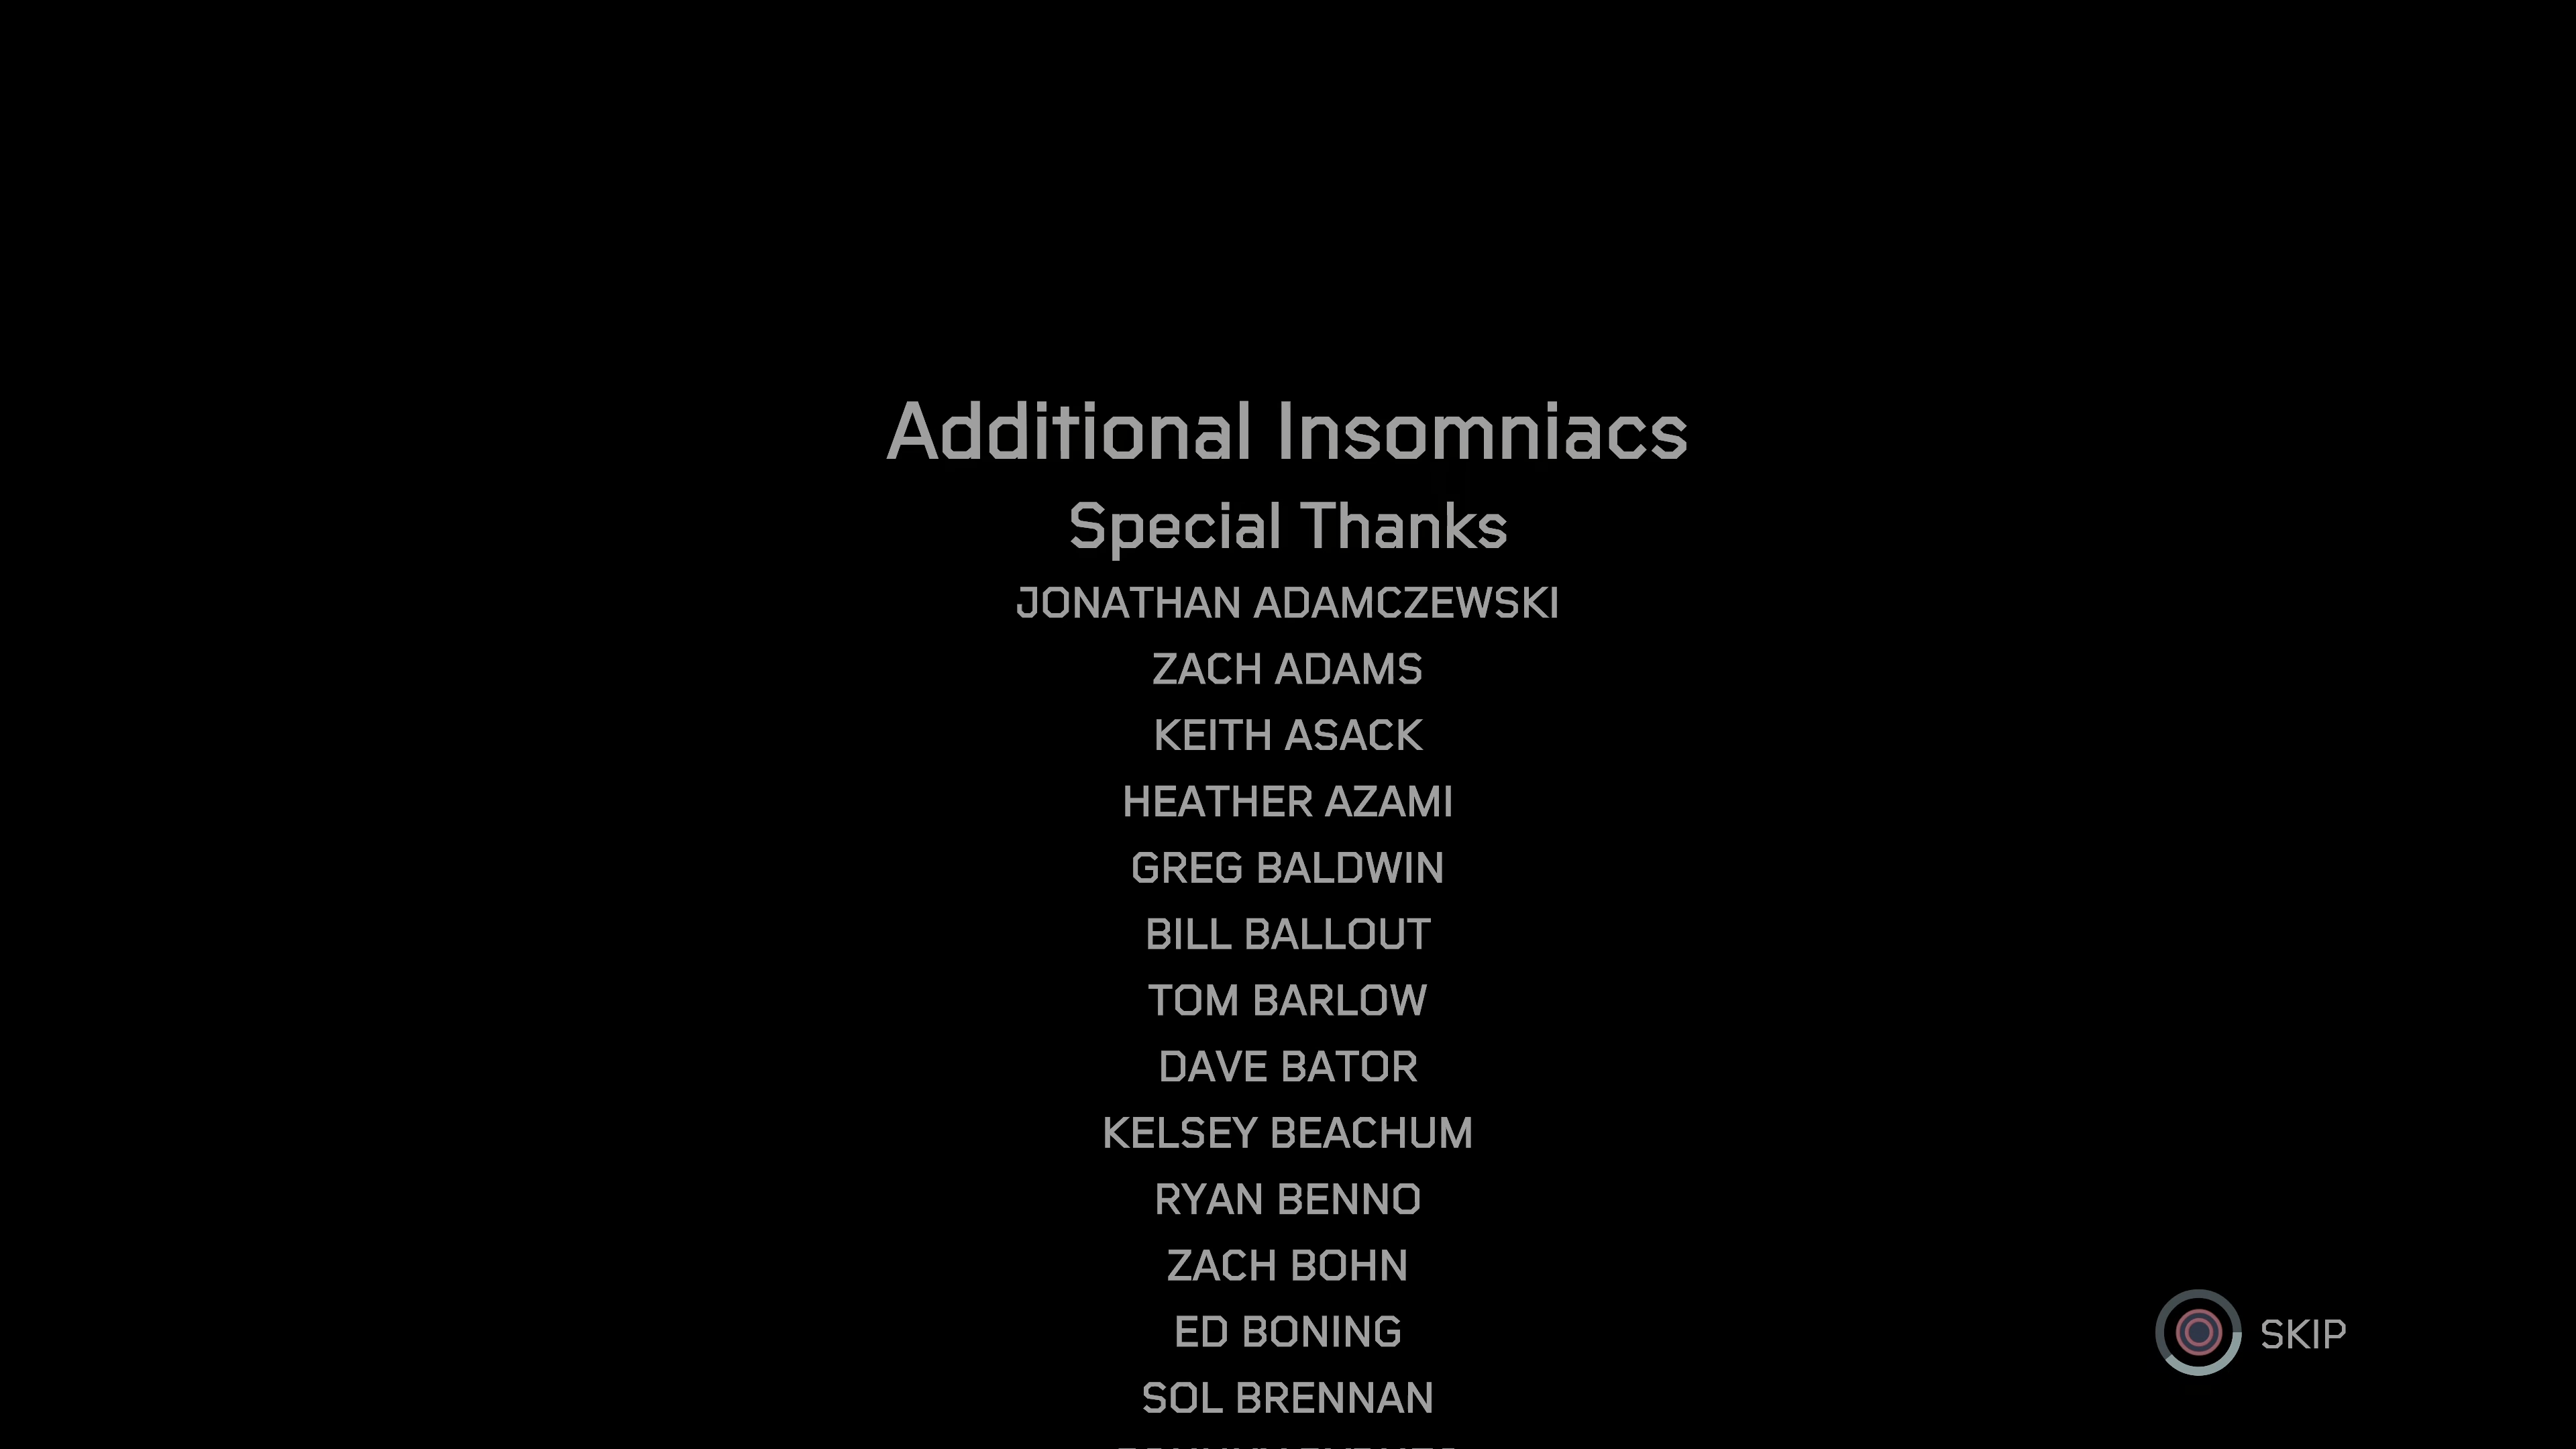 Additional Insomniacs
Special Thanks
JONATHAN ADAMCZEWSKI
ZACH ADAMS
KEITH ASACK
HEATHER AZAMI
GREG BALDWIN
BILL BALLOUT
TOM BARLOW
DAVE BATOR
KELSEY BEACHUM
RYAN BENNO
ZACH BOHN
ED BONING
SOL BRENNAN
SKIP